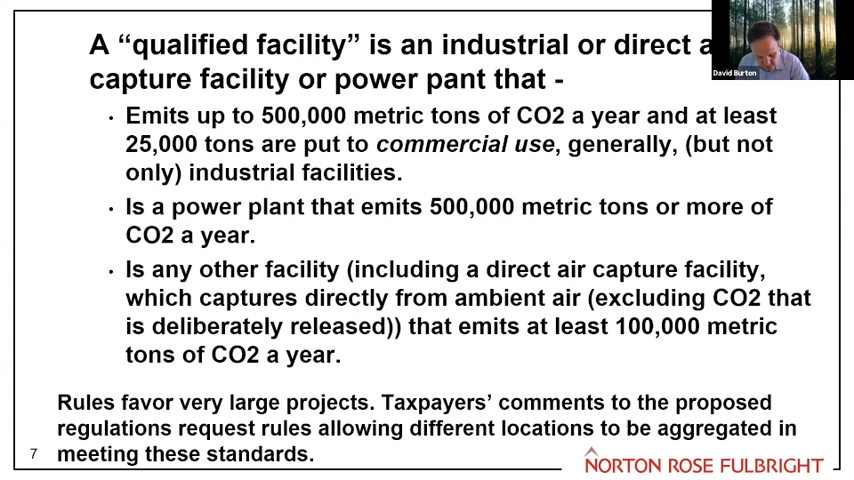 A “qualified facility” is an industrial or direct a
capture facility or power pant that -
• Emits up to 500,000 metric tons of CO2 a year and at least
25,000 tons are put to commercial use, generally, (but not
only) industrial facilities.
• Is a power plant that emits 500,000 metric tons or more of
CO2 a year.
• Is any other facility (including a direct air capture facility,
which captures directly from ambient air (excluding CO2 that
is deliberately released)) that emits at least 100,000 metric
tons of CO2 a year.
Rules favor very large projects. Taxpayers’ comments to the proposed
regulations request rules allowing different locations to be aggregated in
meeting these standards.
7
NORTON ROSE FULBRIGHT
David Burton